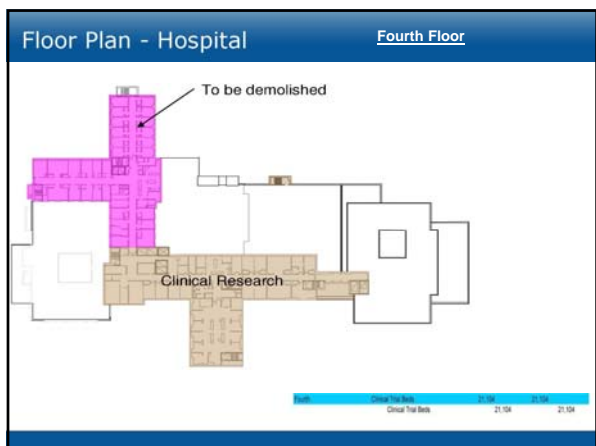 Floor Plan - Hospital
Fourth Floor
To be demolished
Clinical Research
Fourth Clinical Trial Beds 21,104 21,104
Clinical Trial Beds 21,104 21,104